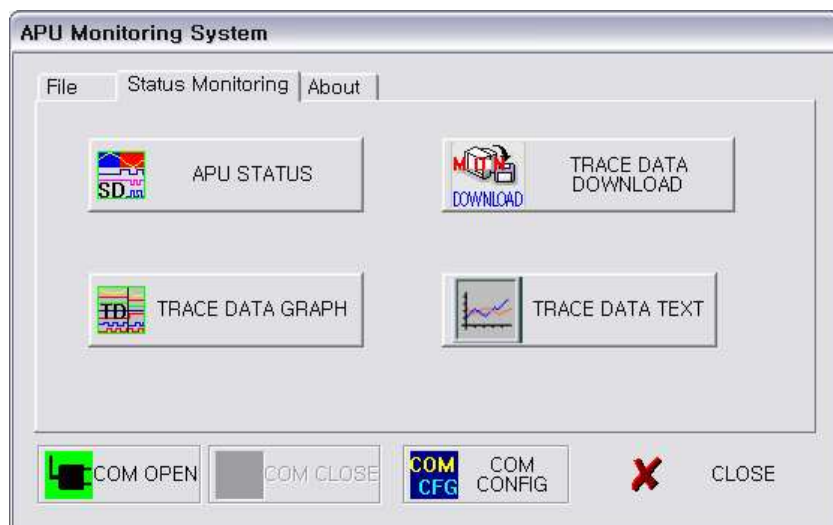 APU Monitoring System
File Status Monitoring About
SD APU STATUS
M IT N DOWNLOAD TRACE DATA DOWNLOAD
TD TRACE DATA GRAPH
TRACE DATA TEXT
COM OPEN
COM CLOSE
COM CFG COM CONFIG
CLOSE